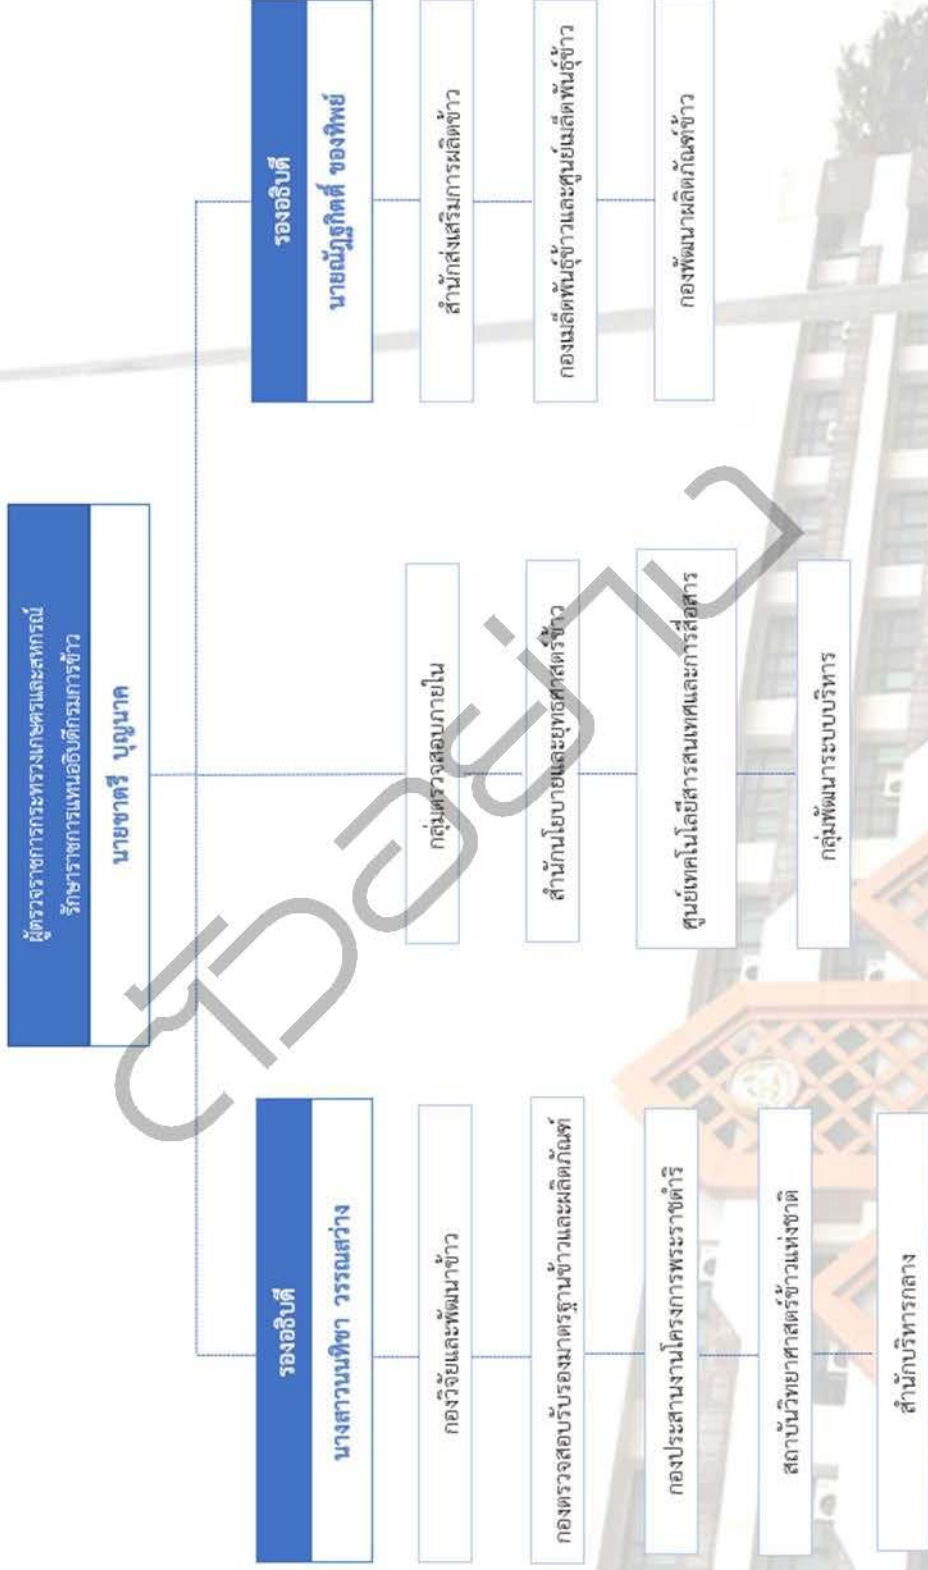 ผู้ตรวจราชการกระทรวงเกษตรและสหกรณ์
รักษาราชการแทนอธิบดีกรมการข้าว
นายชาตรี บุญนาค
รองอธิบดี
นางสาวนนทิชา วรรณสว่าง
กองวิจัยและพัฒนาข้าว
กองตรวจสอบรับรองมาตรฐานข้าวและผลิตภัณฑ์
กองประสานงานโครงการพระราชดำริ
สถาบันวิทยาศาสตร์ข้าวแห่งชาติ
สำนักบริหารกลาง
กลุ่มตรวจสอบภายใน
สำนักนโยบายและยุทธศาสตร์ข้าว
ศูนย์เทคโนโลยีสารสนเทศและการสื่อสาร
กลุ่มพัฒนาระบบบริหาร
รองอธิบดี
นายณัฏฐกิตติ์ ของทิพย์
สำนักส่งเสริมการผลิตข้าว
กองเมล็ดพันธุ์ข้าวและศูนย์เมล็ดพันธุ์ข้าว
กองพัฒนาผลิตภัณฑ์ข้าว
ตัวอย่าง